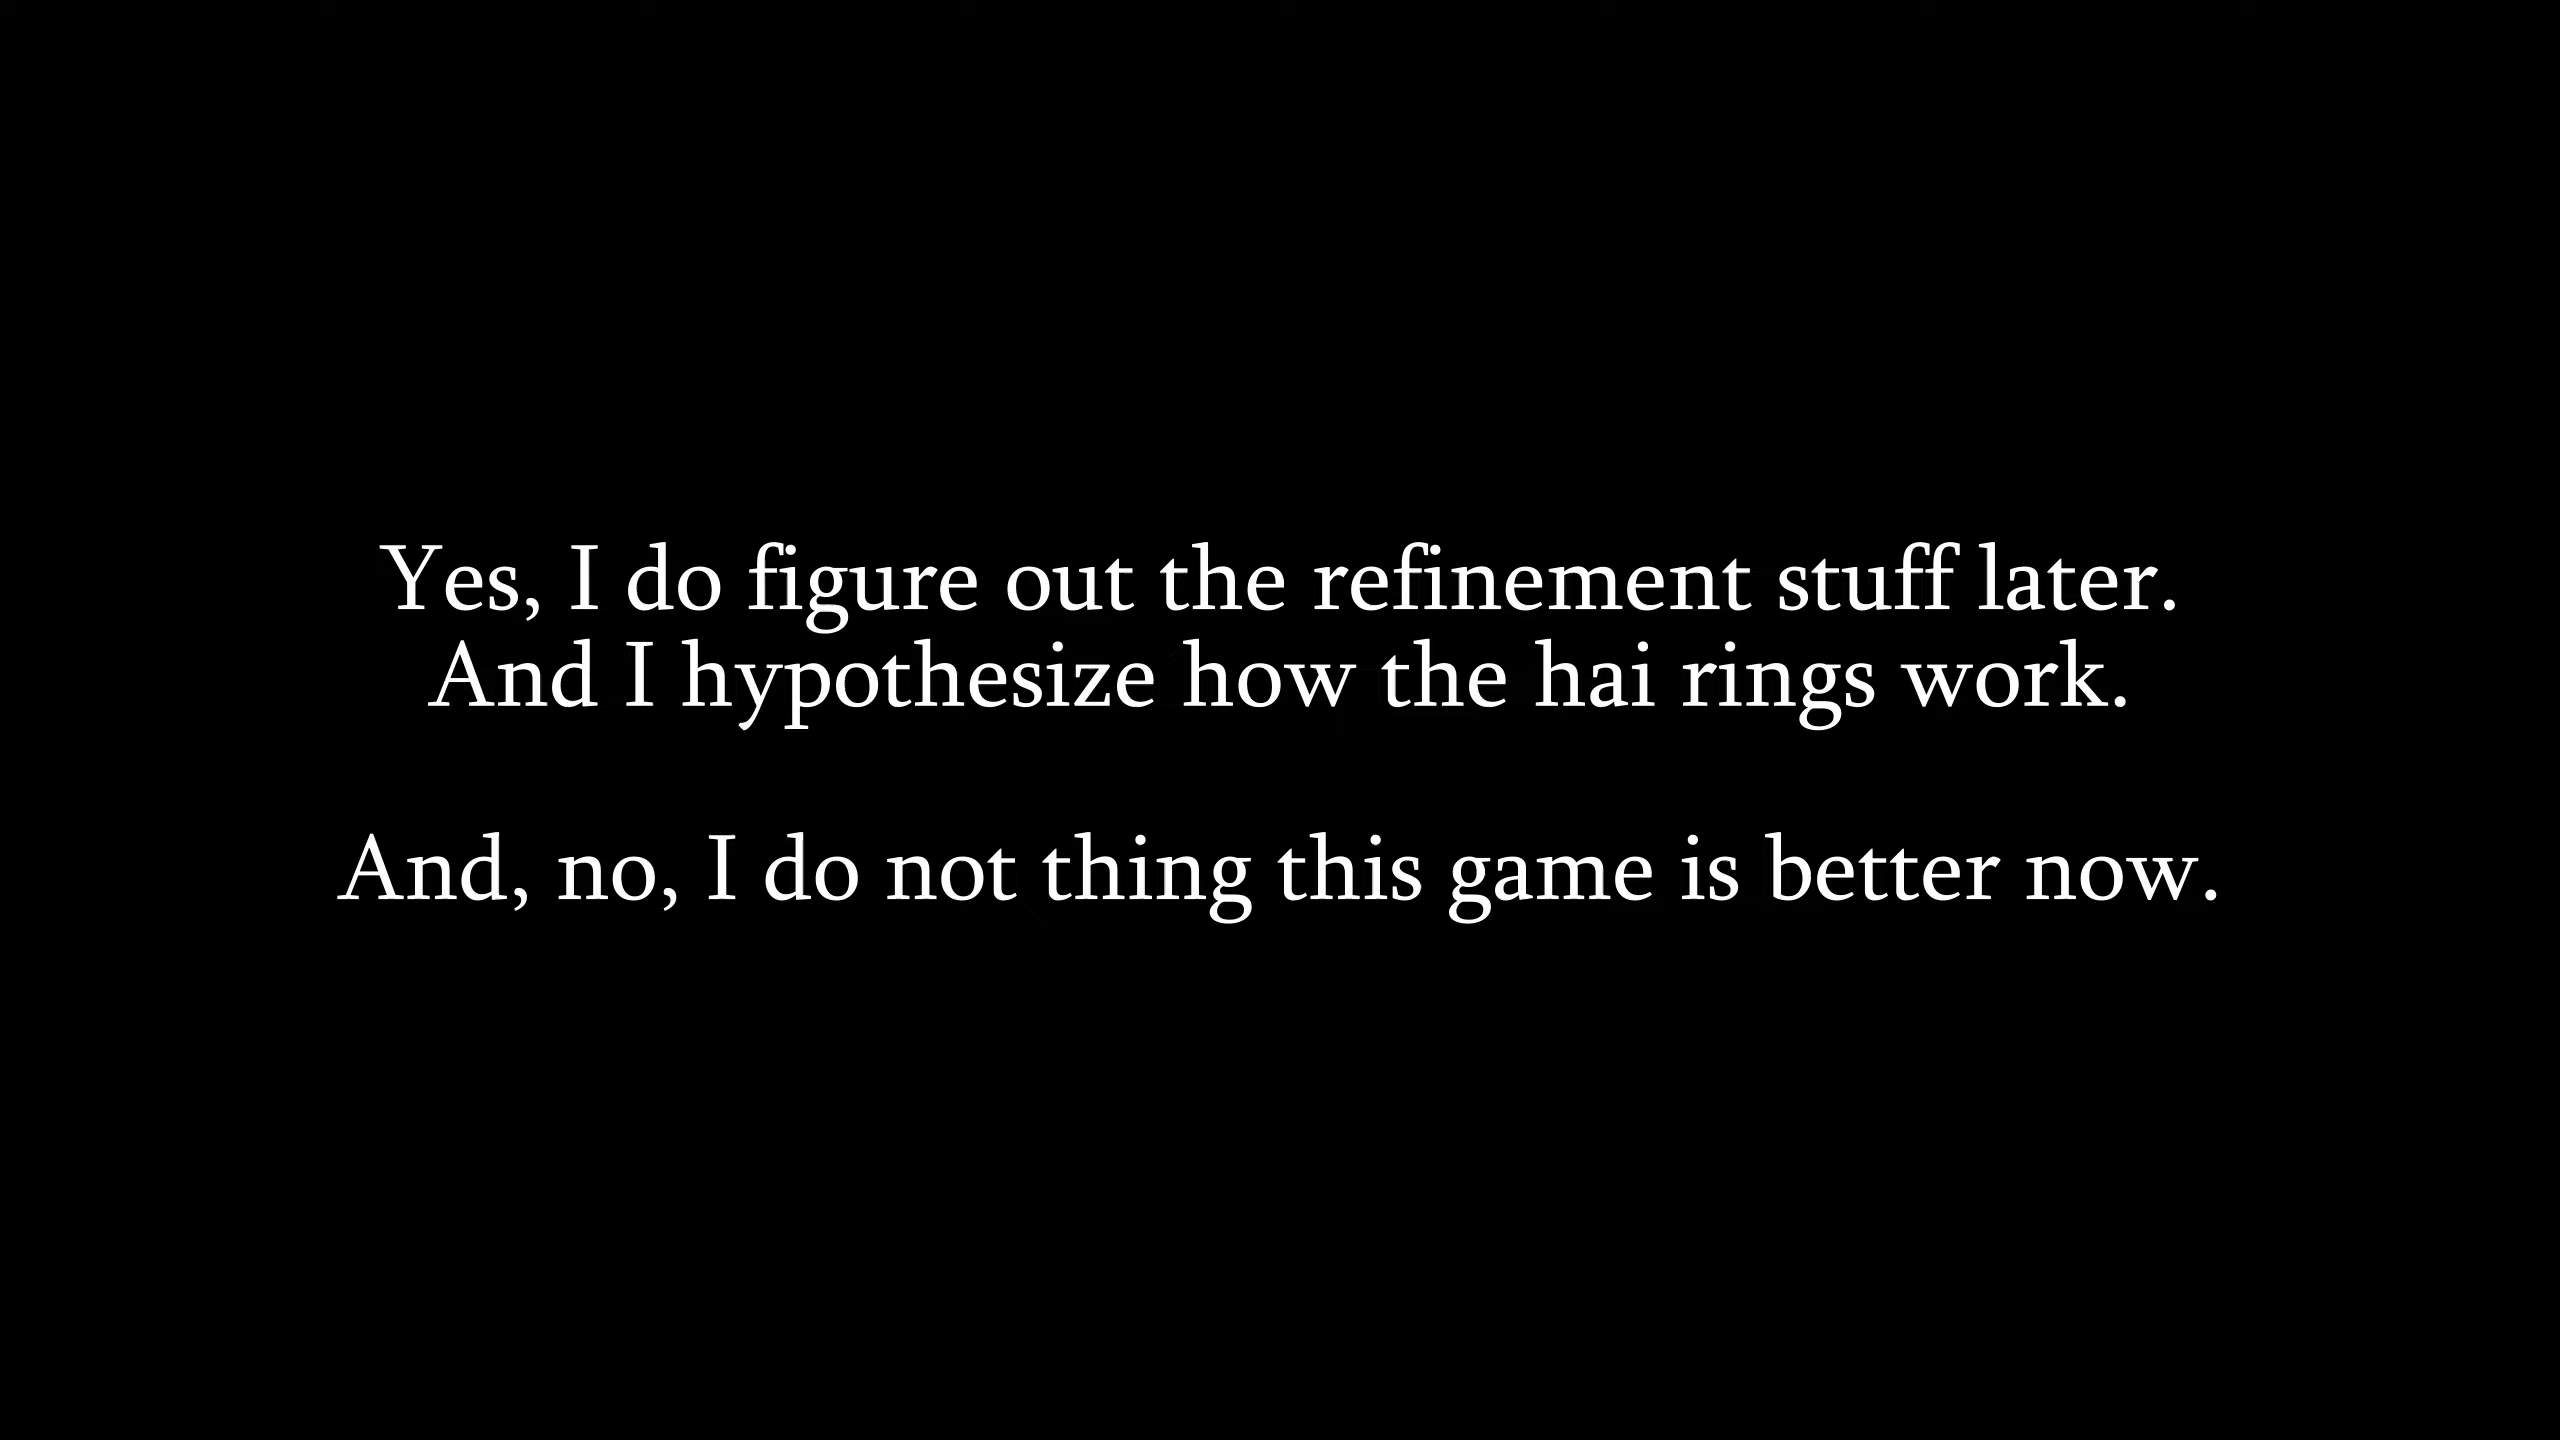 Yes, I do figure out the refinement stuff later.
And I hypothesize how the hai rings work.
And, no, I do not thing this game is better now.